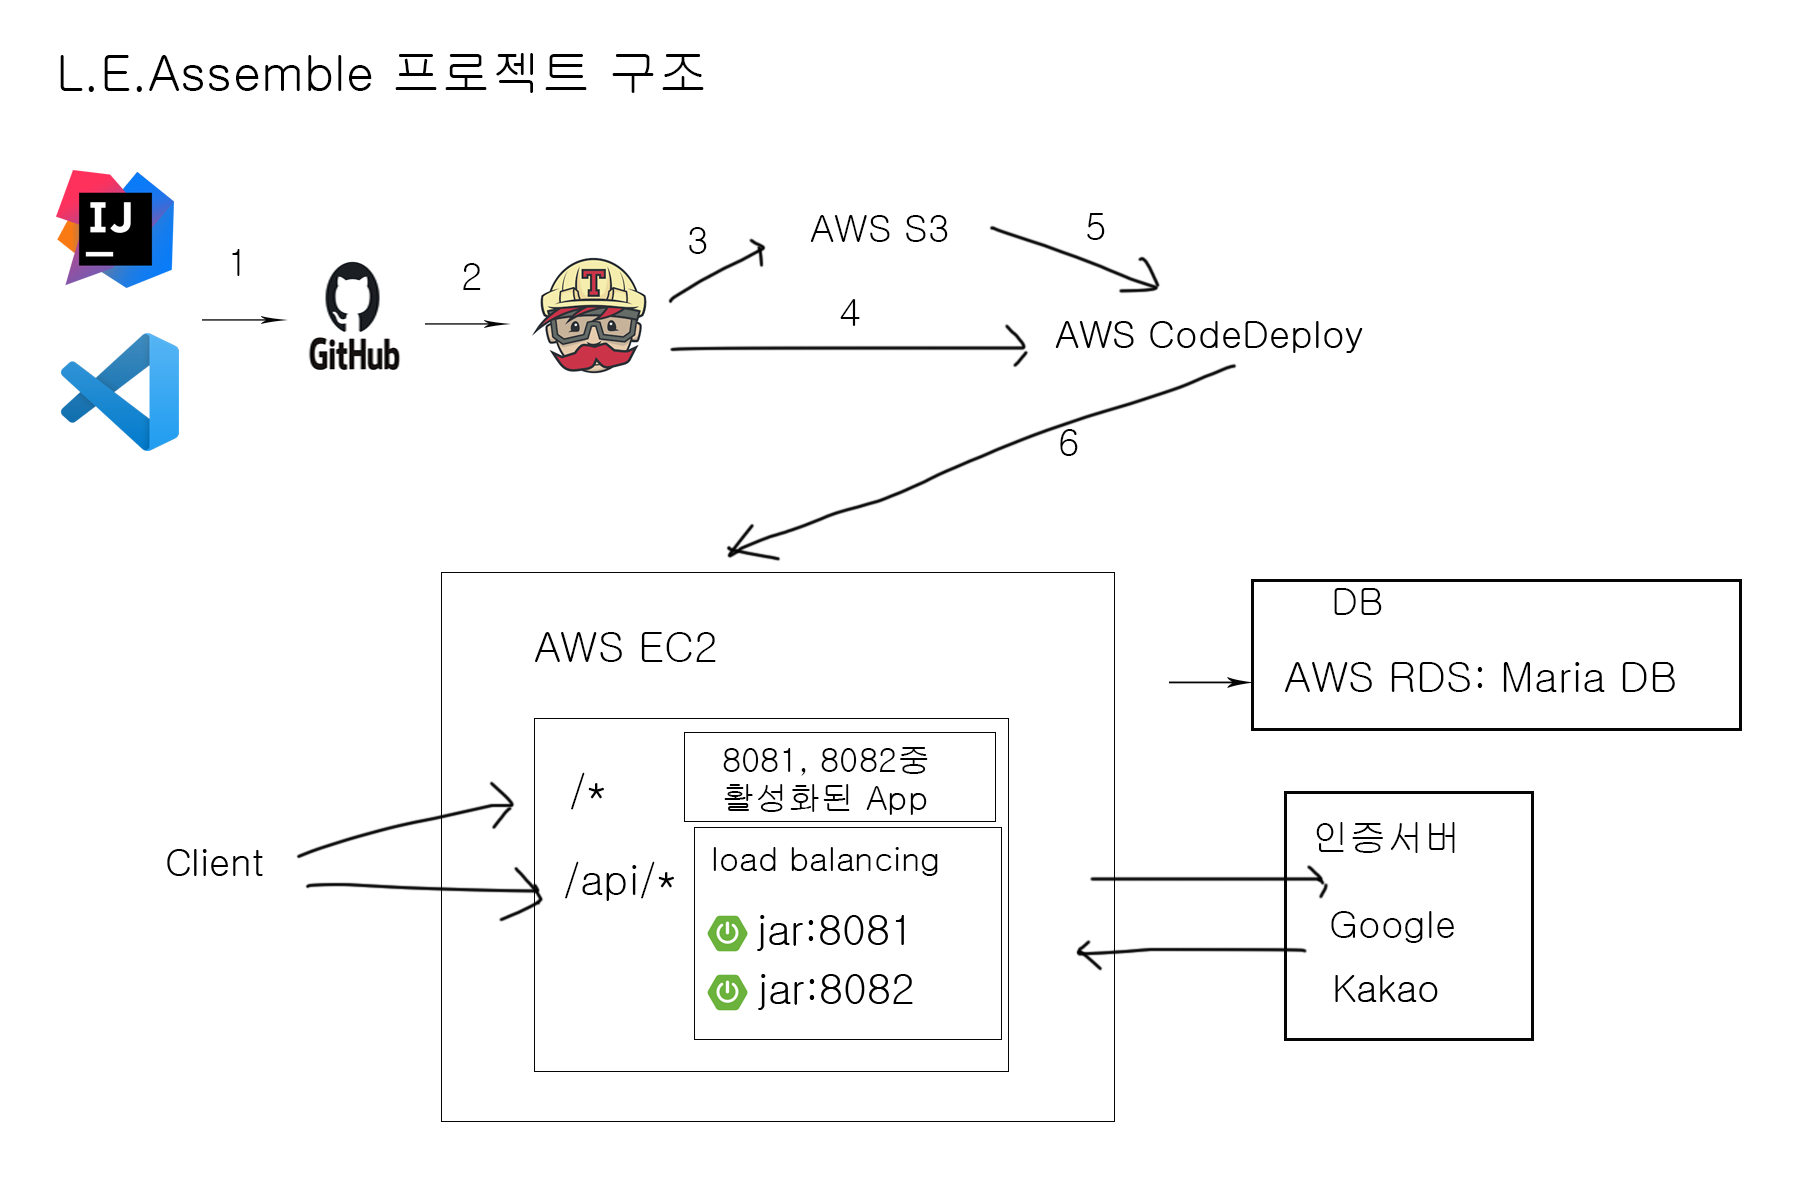 L.E.Assemble 프로젝트 구조
IJ
1
GitHub
2
T
3
AWS S3
5
4
AWS CodeDeploy
6
AWS EC2
/*
8081, 8082중
활성화된 App
Client
/api/*
load balancing
jar:8081
jar:8082
DB
AWS RDS: Maria DB
인증서버
Google
Kakao